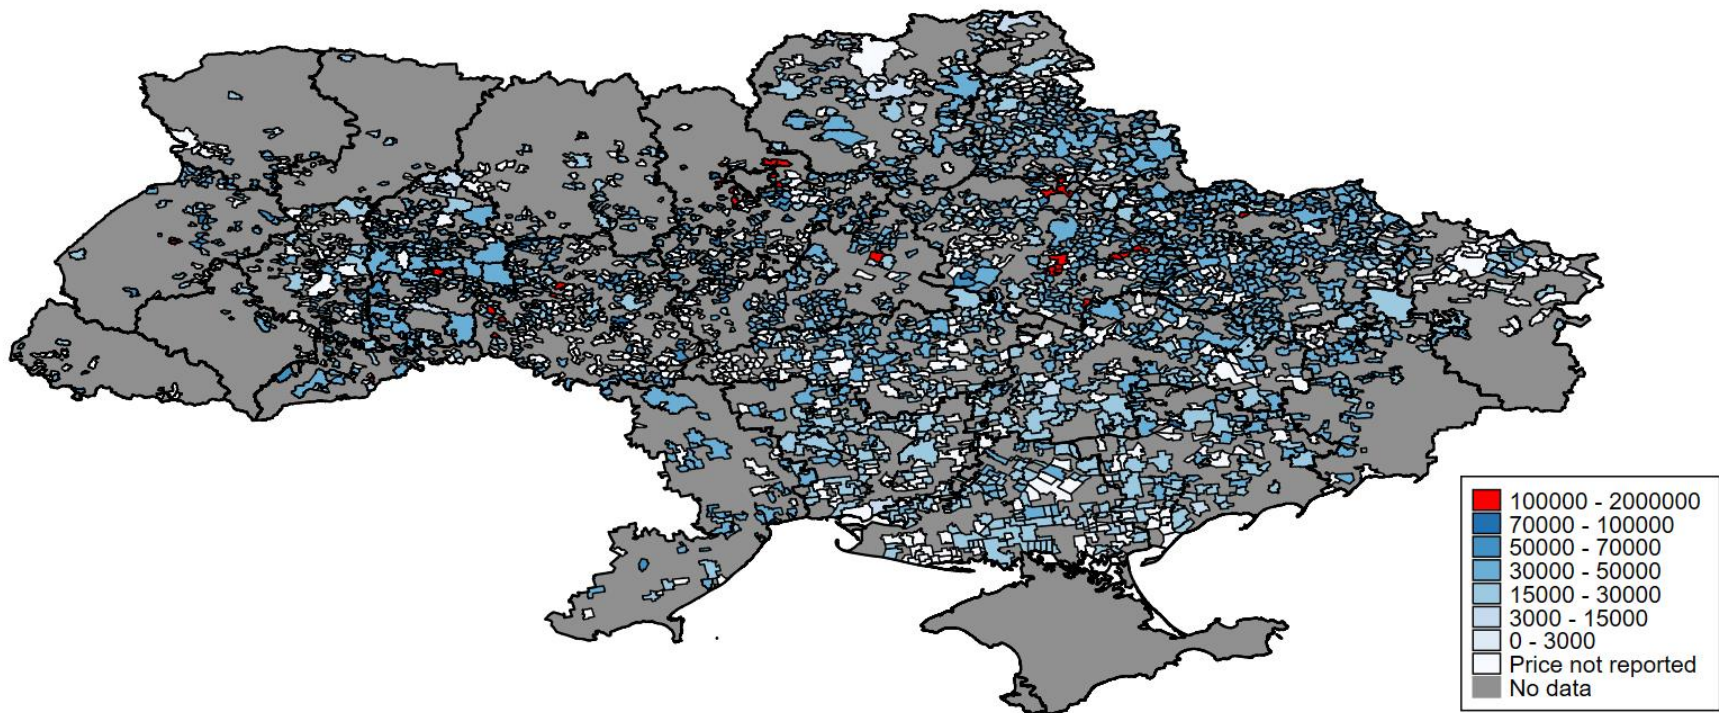 100000 - 2000000
70000 - 100000
50000 - 70000
30000 - 50000
15000 - 30000
3000 - 15000
0 - 3000
Price not reported
No data